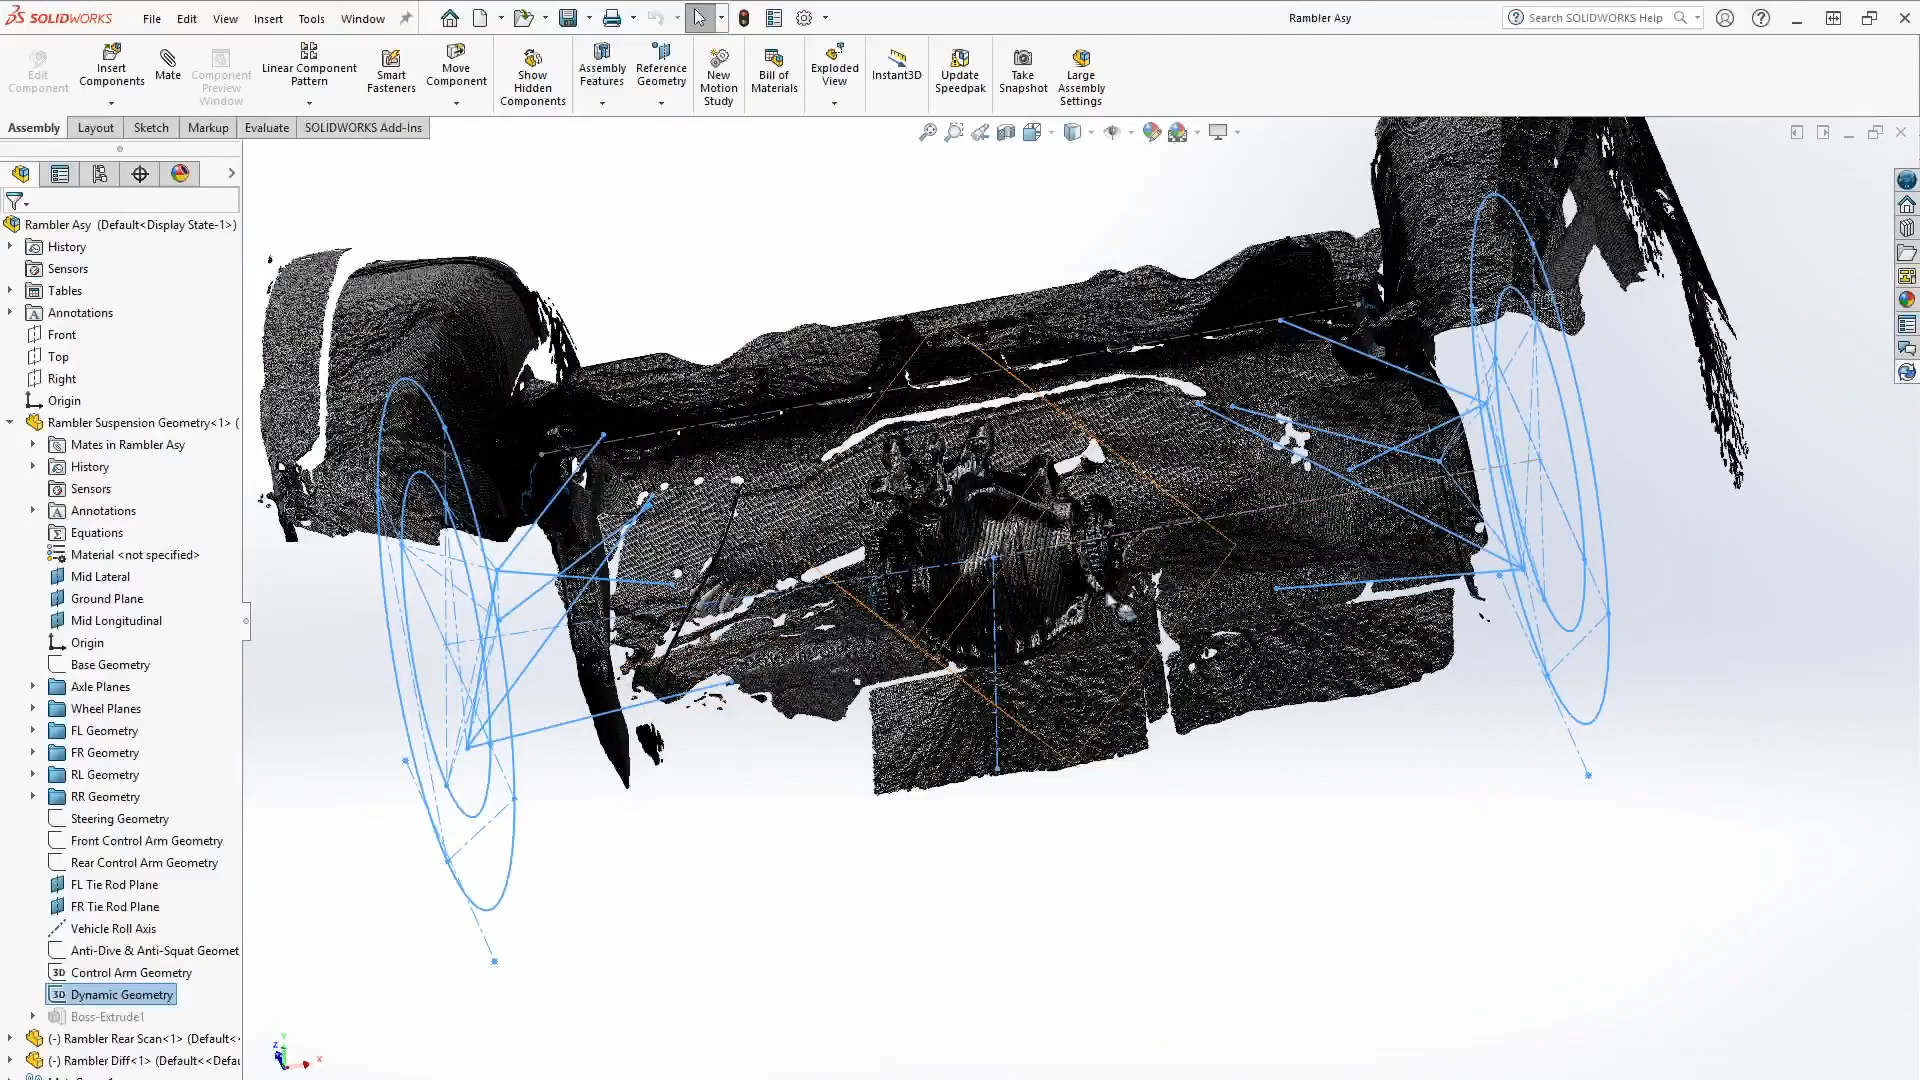 SOLIDWORKS
File Edit View Insert Tools Window
Rambler Asy
Search SOLIDWORKS Help
Edit Component
Insert Components
Mate
Component Preview Window
Linear Component Pattern
Smart Fasteners
Move Component
Show Hidden Components
Assembly Features
Reference Geometry
New Motion Study
Bill of Materials
Exploded View
Instant3D
Update Speedpak
Take Snapshot
Large Assembly Settings
Assembly Layout Sketch Markup Evaluate SOLIDWORKS Add-Ins
Rambler Asy (Default<Display State-1>)
History
Sensors
Tables
Annotations
Front
Top
Right
Origin
Rambler Suspension Geometry<1> (
Mates in Rambler Asy
History
Sensors
Annotations
Equations
Material <not specified>
Mid Lateral
Ground Plane
Mid Longitudinal
Origin
Base Geometry
Axle Planes
Wheel Planes
FL Geometry
FR Geometry
RL Geometry
RR Geometry
Steering Geometry
Front Control Arm Geometry
Rear Control Arm Geometry
FL Tie Rod Plane
FR Tie Rod Plane
Vehicle Roll Axis
Anti-Dive & Anti-Squat Geomet
3D Control Arm Geometry
3D Dynamic Geometry
Boss-Extrude1
(-) Rambler Rear Scan<1> (Default<
(-) Rambler Diff<1> (Default<<Defau
Y
Z
X